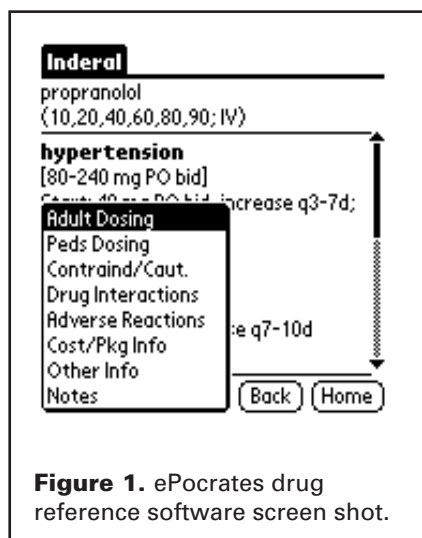 Inderal
propranolol
(10,20,40,60,80,90; IV)
hypertension
[80-240 mg PO bid]
increase q3-7d;
Adult Dosing
Peds Dosing
Contraind/Caut.
Drug Interactions
Adverse Reactions
q7-10d
Cost/Pkg Info
Other Info
Notes
Back
Home
Figure 1. ePocrates drug
reference software screen shot.